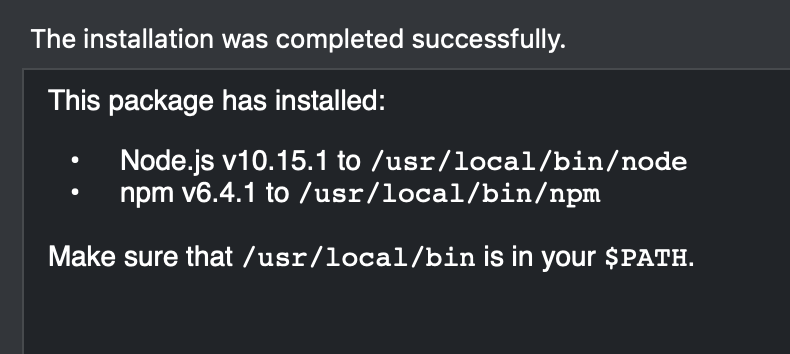 The installation was completed successfully.
This package has installed:
• Node.js v10.15.1 to /usr/local/bin/node
• npm v6.4.1 to /usr/local/bin/npm
Make sure that /usr/local/bin is in your $PATH.